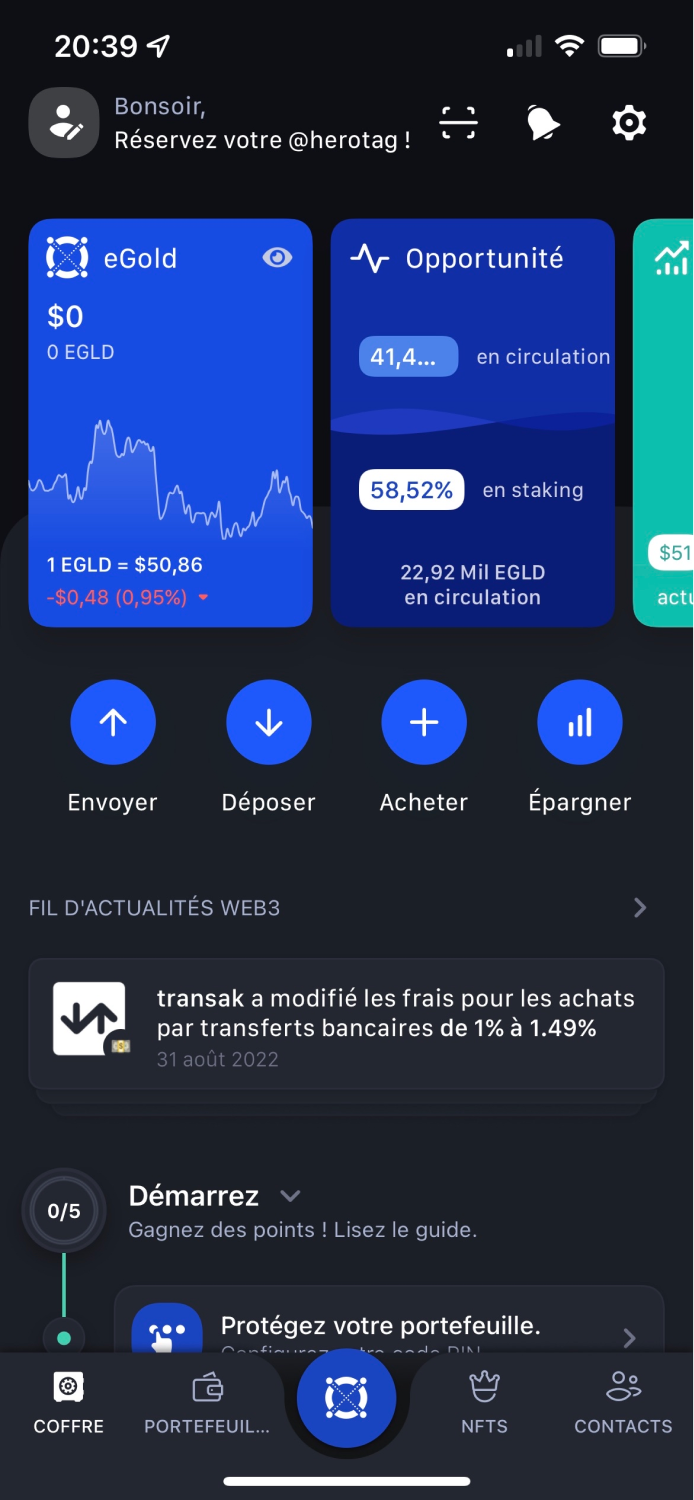 20:39
Bonsoir,
Réservez votre @herotag !
eGold
$0
0 EGLD
1 EGLD = $50,86
-$0,48 (0,95%)
Opportunité
41,4... en circulation
58,52% en staking
22,92 Mil EGLD
en circulation
$51
Envoyer
Déposer
Acheter
Épargner
FIL D'ACTUALITÉS WEB3
transak a modifié les frais pour les achats
par transferts bancaires de 1% à 1.49%
31 août 2022
0/5
Démarrez
Gagnez des points ! Lisez le guide.
Protégez votre portefeuille.
COFFRE
PORTEFEUIL...
NFTS
CONTACTS